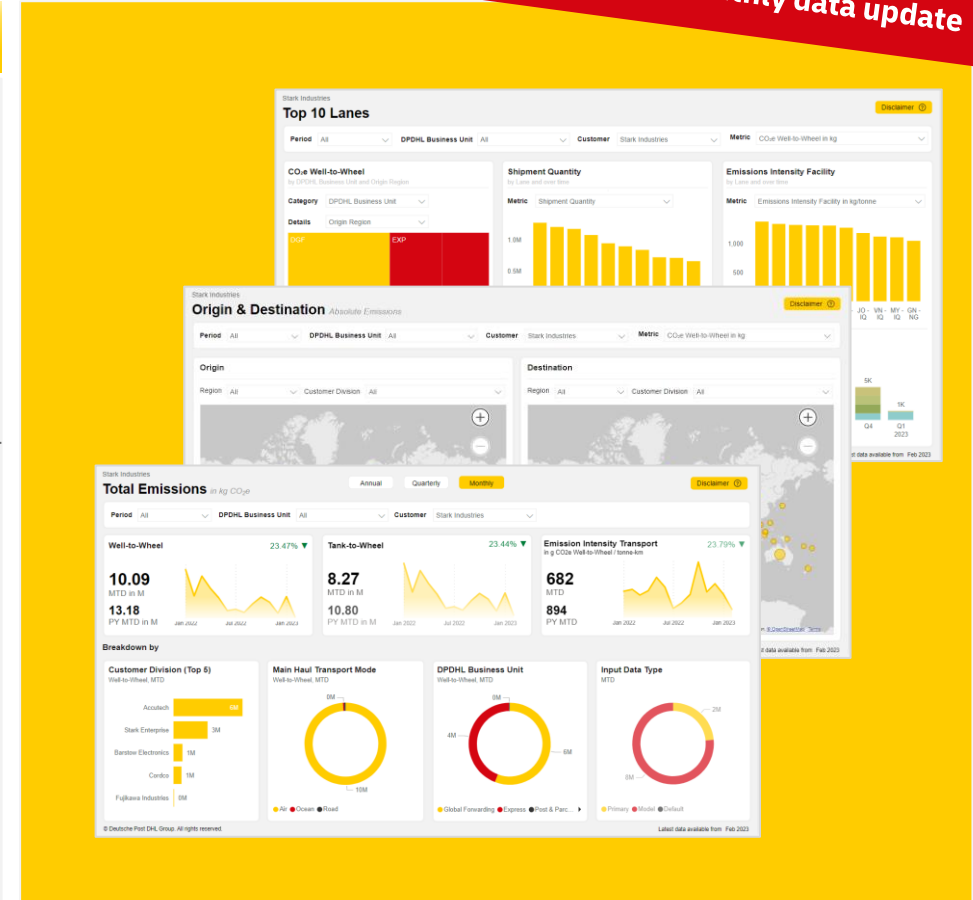 data update
Stark Industries
Top 10 Lanes
Disclaimer
Period All DPDHL Business Unit All Customer Stark Industries Metric CO₂e Well-to-Wheel in kg
CO₂e Well-to-Wheel
by DPDHL Business Unit and Origin Region
Category DPDHL Business Unit
Details Origin Region
DGF EXP
Shipment Quantity
by Lane and over time
Metric Shipment Quantity
1.0M
0.5M
Emissions Intensity Facility
by Lane and over time
Metric Emissions Intensity Facility in kg/tonne
1,000
500
JO - IQ VN - IQ MY - IQ GN - NG
5K
1K
Q4 Q1
2023
data available from Feb 2023
Stark Industries
Origin & Destination Absolute Emissions
Disclaimer
Period All DPDHL Business Unit All Customer Stark Industries Metric CO₂e Well-to-Wheel in kg
Origin
Region All Customer Division All
Destination
Region All Customer Division All
© OpenStreetMap Terms
data available from Feb 2023
Stark Industries
Total Emissions in kg CO₂e
Annual Quarterly Monthly
Disclaimer
Period All DPDHL Business Unit All Customer Stark Industries
Well-to-Wheel 23.47% ▼
10.09
MTD in M
13.18
PY MTD in M
Jan 2022 Jul 2022 Jan 2023
Tank-to-Wheel 23.44% ▼
8.27
MTD in M
10.80
PY MTD in M
Jan 2022 Jul 2022 Jan 2023
Emission Intensity Transport 23.79% ▼
in g CO2e Well-to-Wheel / tonne-km
682
MTD
894
PY MTD
Jan 2022 Jul 2022 Jan 2023
Breakdown by
Customer Division (Top 5)
Well-to-Wheel, MTD
Accutech 6M
Stark Enterprise 3M
Barstow Electronics 1M
Cordco 1M
Fujikawa Industries 0M
Main Haul Transport Mode
Well-to-Wheel, MTD
0M
10M
Air Ocean Road
DPDHL Business Unit
Well-to-Wheel, MTD
0M
4M
6M
Global Forwarding Express Post & Parc...
Input Data Type
MTD
2M
8M
Primary Model Default
© Deutsche Post DHL Group. All rights reserved.
Latest data available from Feb 2023